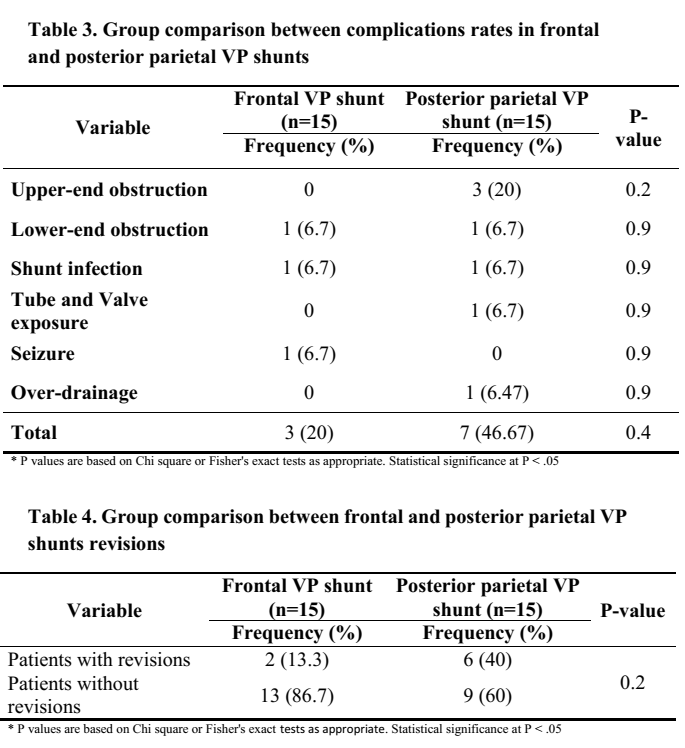 Table 3. Group comparison between complications rates in frontal
and posterior parietal VP shunts
Variable Frontal VP shunt (n=15) Posterior parietal VP shunt (n=15) P-value
Frequency (%) Frequency (%)
Upper-end obstruction 0 3 (20) 0.2
Lower-end obstruction 1 (6.7) 1 (6.7) 0.9
Shunt infection 1 (6.7) 1 (6.7) 0.9
Tube and Valve exposure 0 1 (6.7) 0.9
Seizure 1 (6.7) 0 0.9
Over-drainage 0 1 (6.47) 0.9
Total 3 (20) 7 (46.67) 0.4
* P values are based on Chi square or Fisher's exact tests as appropriate. Statistical significance at P < .05
Table 4. Group comparison between frontal and posterior parietal VP
shunts revisions
Variable Frontal VP shunt (n=15) Posterior parietal VP shunt (n=15) P-value
Frequency (%) Frequency (%)
Patients with revisions 2 (13.3) 6 (40) 0.2
Patients without revisions 13 (86.7) 9 (60)
* P values are based on Chi square or Fisher's exact tests as appropriate. Statistical significance at P < .05